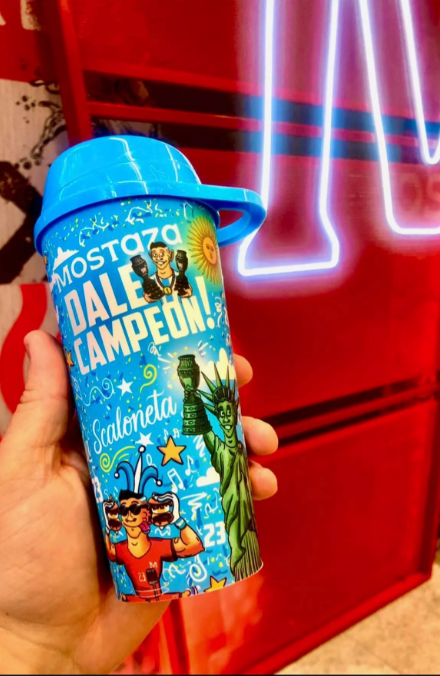 MOSTAZA
DALE
CAMPEÓN!
Scaloneta
23
M